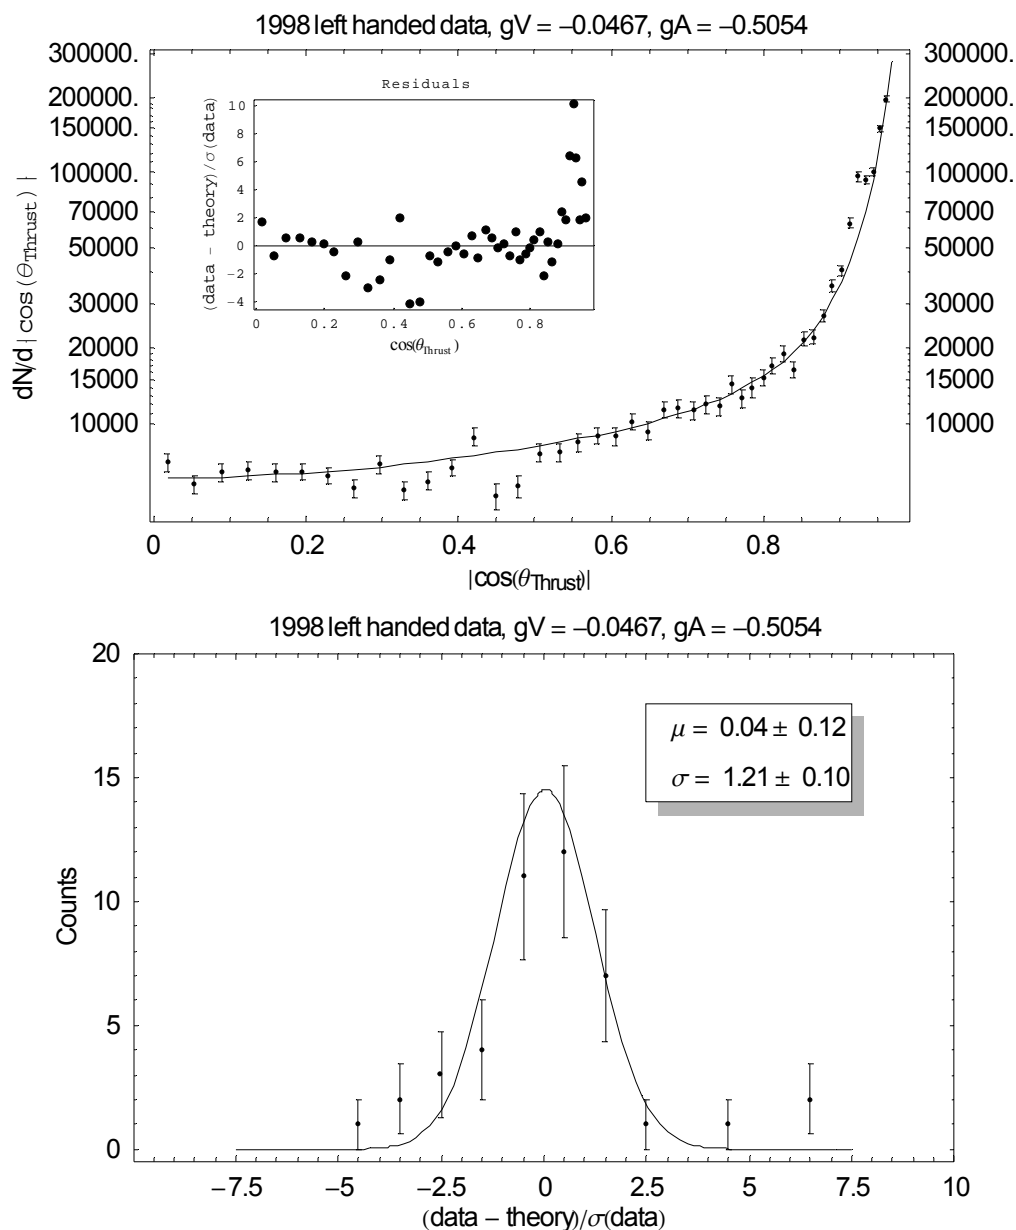 1998 left handed data, gV = −0.0467, gA = −0.5054
300000.
200000.
150000.
100000.
70000
50000
30000
20000
15000
10000
300000.
200000.
150000.
100000.
70000
50000
30000
20000
15000
10000
dN/d|cos(θThrust)|
Residuals
(data - theory)/σ(data)
10
8
6
4
2
0
−2
−4
0 0.2 0.4 0.6 0.8
cos(θThrust)
0 0.2 0.4 0.6 0.8
|cos(θThrust)|
1998 left handed data, gV = −0.0467, gA = −0.5054
20
15
10
5
0
Counts
μ = 0.04 ± 0.12
σ = 1.21 ± 0.10
−7.5 −5 −2.5 0 2.5 5 7.5 10
(data − theory)/σ(data)